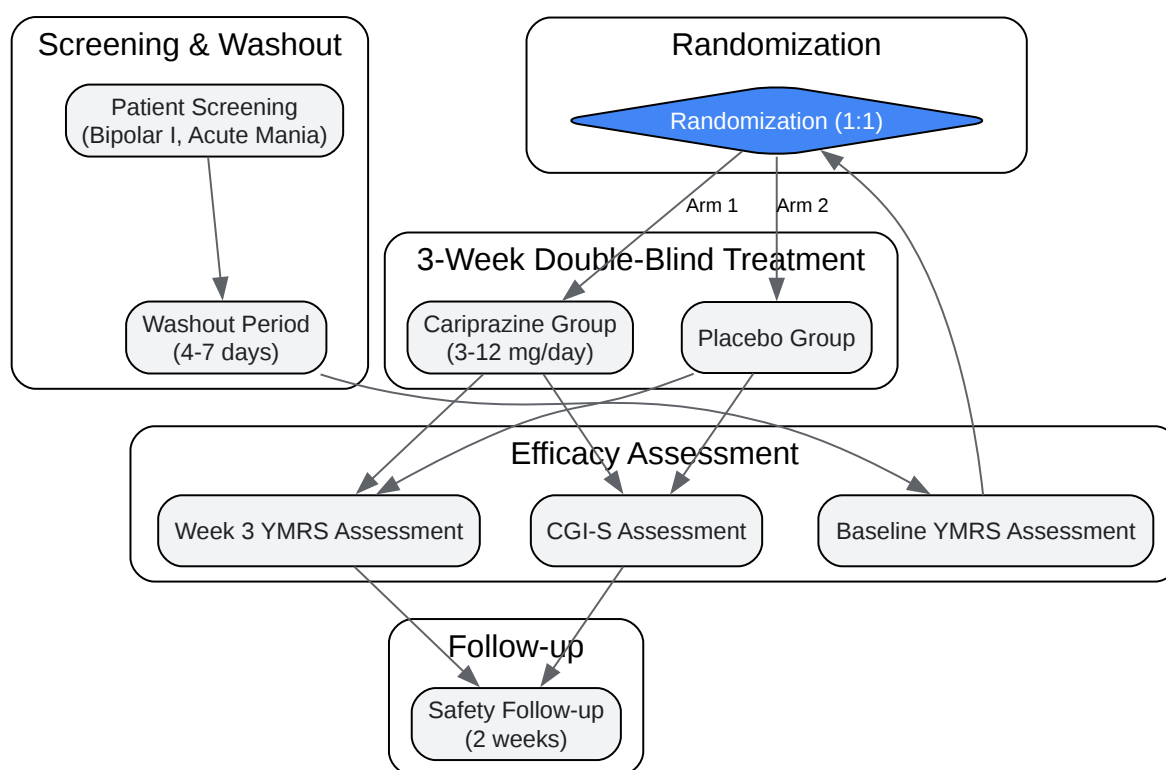 Screening & Washout
Patient Screening
(Bipolar I, Acute Mania)
Washout Period
(4-7 days)
Randomization
Randomization (1:1)
Arm 1
Arm 2
3-Week Double-Blind Treatment
Cariprazine Group
(3-12 mg/day)
Placebo Group
Efficacy Assessment
Week 3 YMRS Assessment
CGI-S Assessment
Baseline YMRS Assessment
Follow-up
Safety Follow-up
(2 weeks)